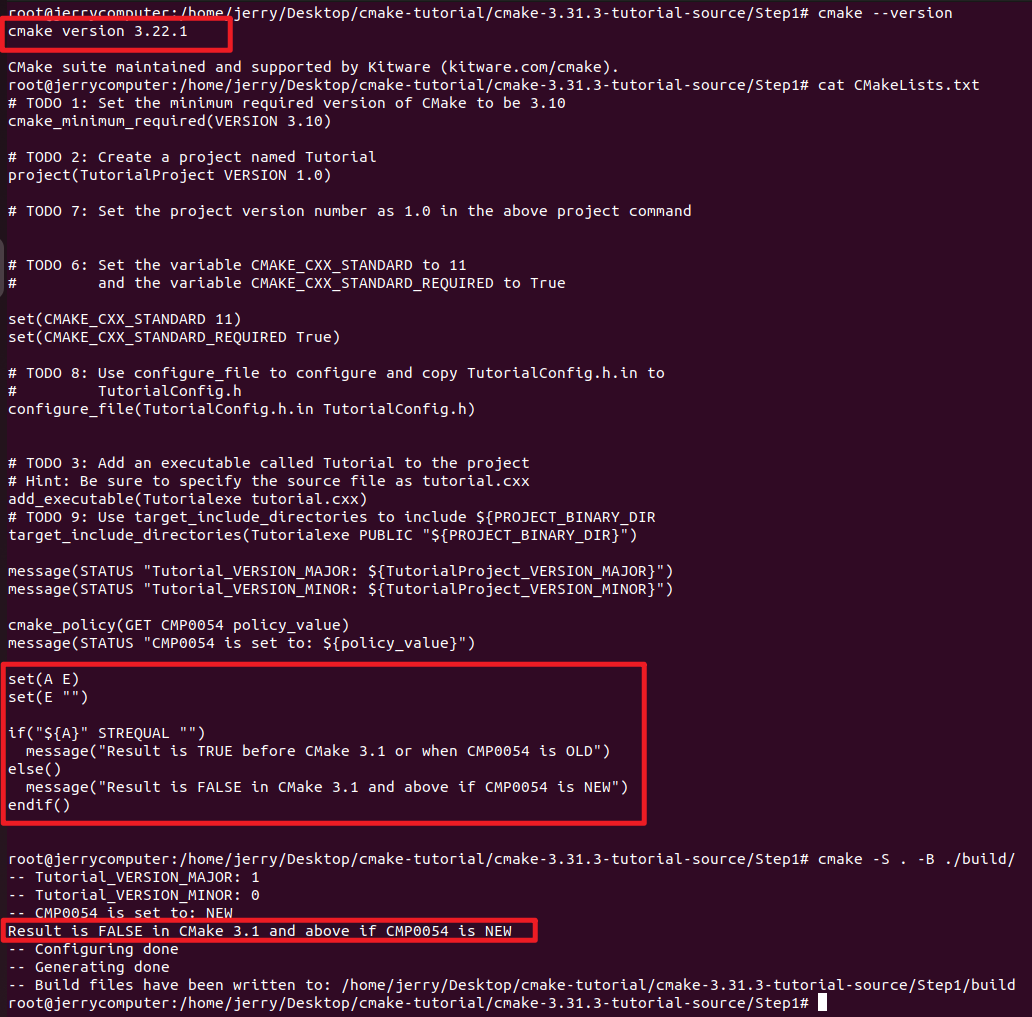 root@jerrycomputer:/home/jerry/Desktop/cmake-tutorial/cmake-3.31.3-tutorial-source/Step1# cmake --version
cmake version 3.22.1
CMake suite maintained and supported by Kitware (kitware.com/cmake).
root@jerrycomputer:/home/jerry/Desktop/cmake-tutorial/cmake-3.31.3-tutorial-source/Step1# cat CMakeLists.txt
# TODO 1: Set the minimum required version of CMake to be 3.10
cmake_minimum_required(VERSION 3.10)
# TODO 2: Create a project named Tutorial
project(TutorialProject VERSION 1.0)
# TODO 7: Set the project version number as 1.0 in the above project command
# TODO 6: Set the variable CMAKE_CXX_STANDARD to 11
#         and the variable CMAKE_CXX_STANDARD_REQUIRED to True
set(CMAKE_CXX_STANDARD 11)
set(CMAKE_CXX_STANDARD_REQUIRED True)
# TODO 8: Use configure_file to configure and copy TutorialConfig.h.in to
#         TutorialConfig.h
configure_file(TutorialConfig.h.in TutorialConfig.h)
# TODO 3: Add an executable called Tutorial to the project
# Hint: Be sure to specify the source file as tutorial.cxx
add_executable(Tutorialexe tutorial.cxx)
# TODO 9: Use target_include_directories to include ${PROJECT_BINARY_DIR
target_include_directories(Tutorialexe PUBLIC "${PROJECT_BINARY_DIR}")
message(STATUS "Tutorial_VERSION_MAJOR: ${TutorialProject_VERSION_MAJOR}")
message(STATUS "Tutorial_VERSION_MINOR: ${TutorialProject_VERSION_MINOR}")
cmake_policy(GET CMP0054 policy_value)
message(STATUS "CMP0054 is set to: ${policy_value}")
set(A E)
set(E "")
if("${A}" STREQUAL "")
  message("Result is TRUE before CMake 3.1 or when CMP0054 is OLD")
else()
  message("Result is FALSE in CMake 3.1 and above if CMP0054 is NEW")
endif()
root@jerrycomputer:/home/jerry/Desktop/cmake-tutorial/cmake-3.31.3-tutorial-source/Step1# cmake -S . -B ./build/
-- Tutorial_VERSION_MAJOR: 1
-- Tutorial_VERSION_MINOR: 0
-- CMP0054 is set to: NEW
Result is FALSE in CMake 3.1 and above if CMP0054 is NEW
-- Configuring done
-- Generating done
-- Build files have been written to: /home/jerry/Desktop/cmake-tutorial/cmake-3.31.3-tutorial-source/Step1/build
root@jerrycomputer:/home/jerry/Desktop/cmake-tutorial/cmake-3.31.3-tutorial-source/Step1#